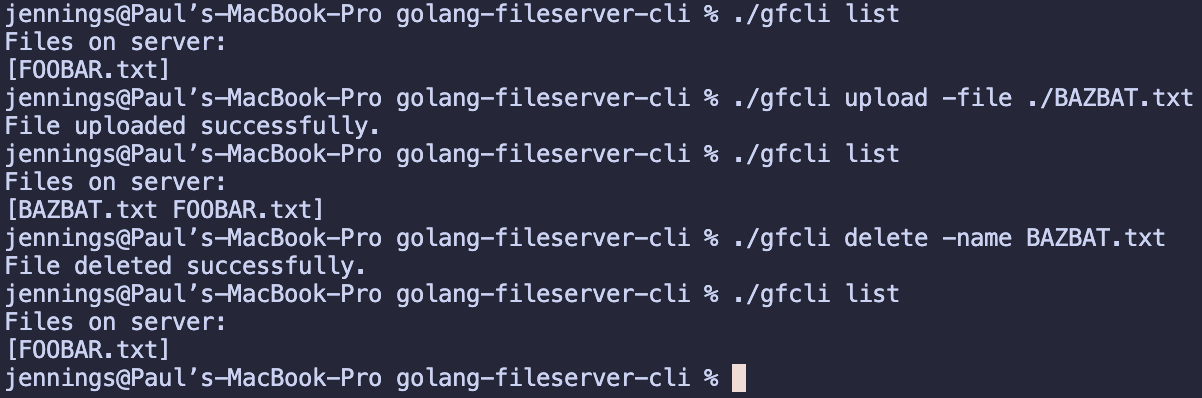 jennings@Paul’s-MacBook-Pro golang-fileserver-cli % ./gfcli list
Files on server:
[FOOBAR.txt]
jennings@Paul’s-MacBook-Pro golang-fileserver-cli % ./gfcli upload -file ./BAZBAT.txt
File uploaded successfully.
jennings@Paul’s-MacBook-Pro golang-fileserver-cli % ./gfcli list
Files on server:
[BAZBAT.txt FOOBAR.txt]
jennings@Paul’s-MacBook-Pro golang-fileserver-cli % ./gfcli delete -name BAZBAT.txt
File deleted successfully.
jennings@Paul’s-MacBook-Pro golang-fileserver-cli % ./gfcli list
Files on server:
[FOOBAR.txt]
jennings@Paul’s-MacBook-Pro golang-fileserver-cli %